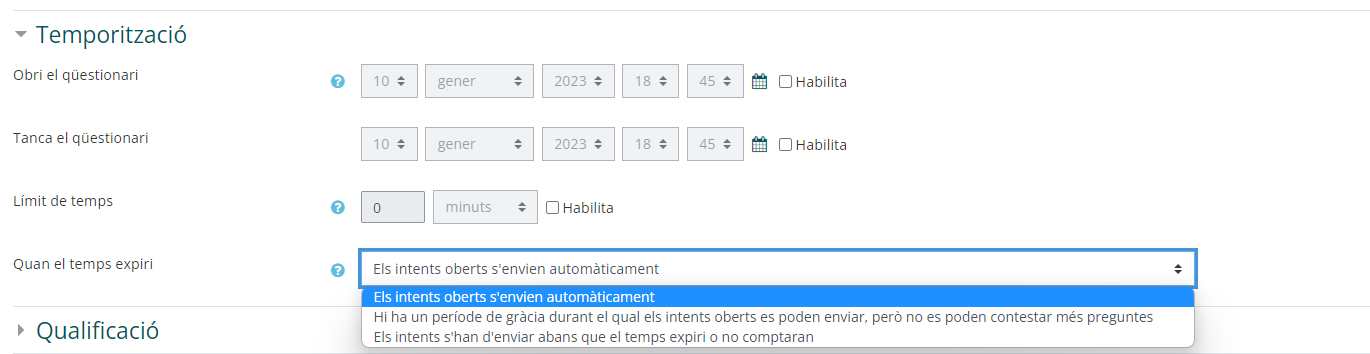 Temporització
Obri el qüestionari 10 gener 2023 18 45 Habilita
Tanca el qüestionari 10 gener 2023 18 45 Habilita
Límit de temps 0 minuts Habilita
Quan el temps expiri Els intents oberts s'envien automàticament
Els intents oberts s'envien automàticament
Hi ha un període de gràcia durant el qual els intents oberts es poden enviar, però no es poden contestar més preguntes
Els intents s'han d'enviar abans que el temps expiri o no comptaran
Qualificació